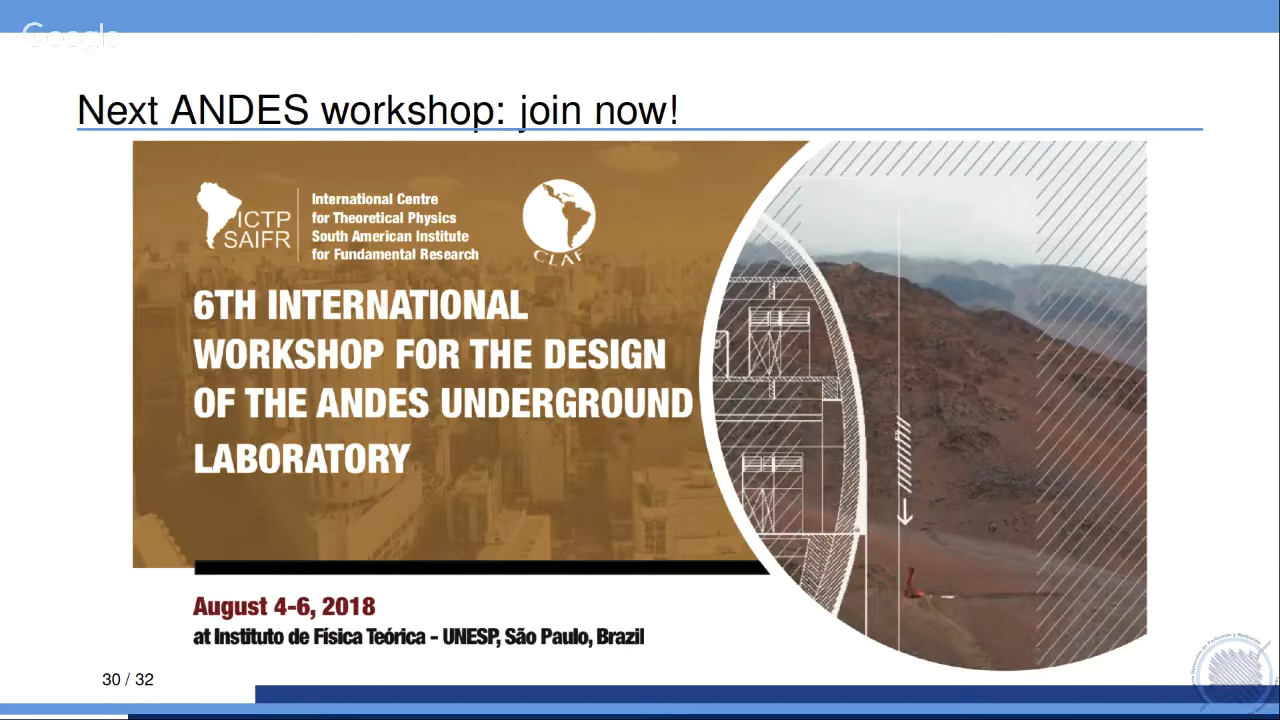 Google
Next ANDES workshop: join now!
ICTP
SAIFR
International Centre
for Theoretical Physics
South American Institute
for Fundamental Research
CLAF
6TH INTERNATIONAL
WORKSHOP FOR THE DESIGN
OF THE ANDES UNDERGROUND
LABORATORY
August 4-6, 2018
at Instituto de Física Teórica - UNESP, São Paulo, Brazil
30 / 32